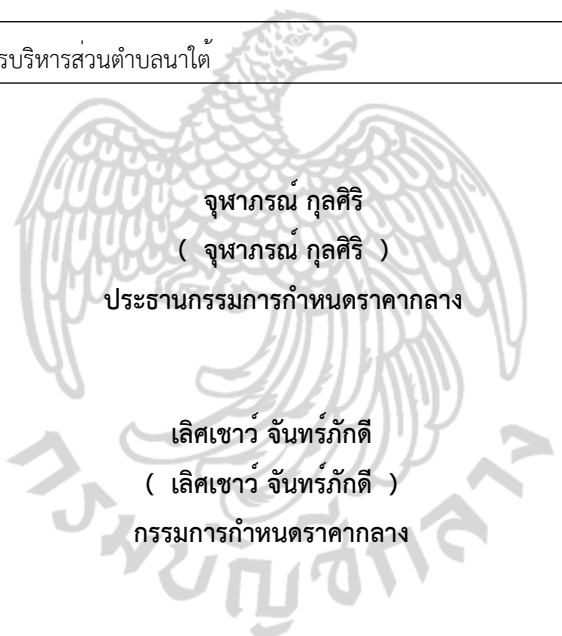 รบริหารส่วนตำบลนาใต้
จุฬาภรณ์ กุลศิริ
( จุฬาภรณ์ กุลศิริ )
ประธานกรรมการกำหนดราคากลาง
เลิศเชาว์ จันทร์ภักดี
( เลิศเชาว์ จันทร์ภักดี )
กรรมการกำหนดราคากลาง
กรมบัญชีกลาง